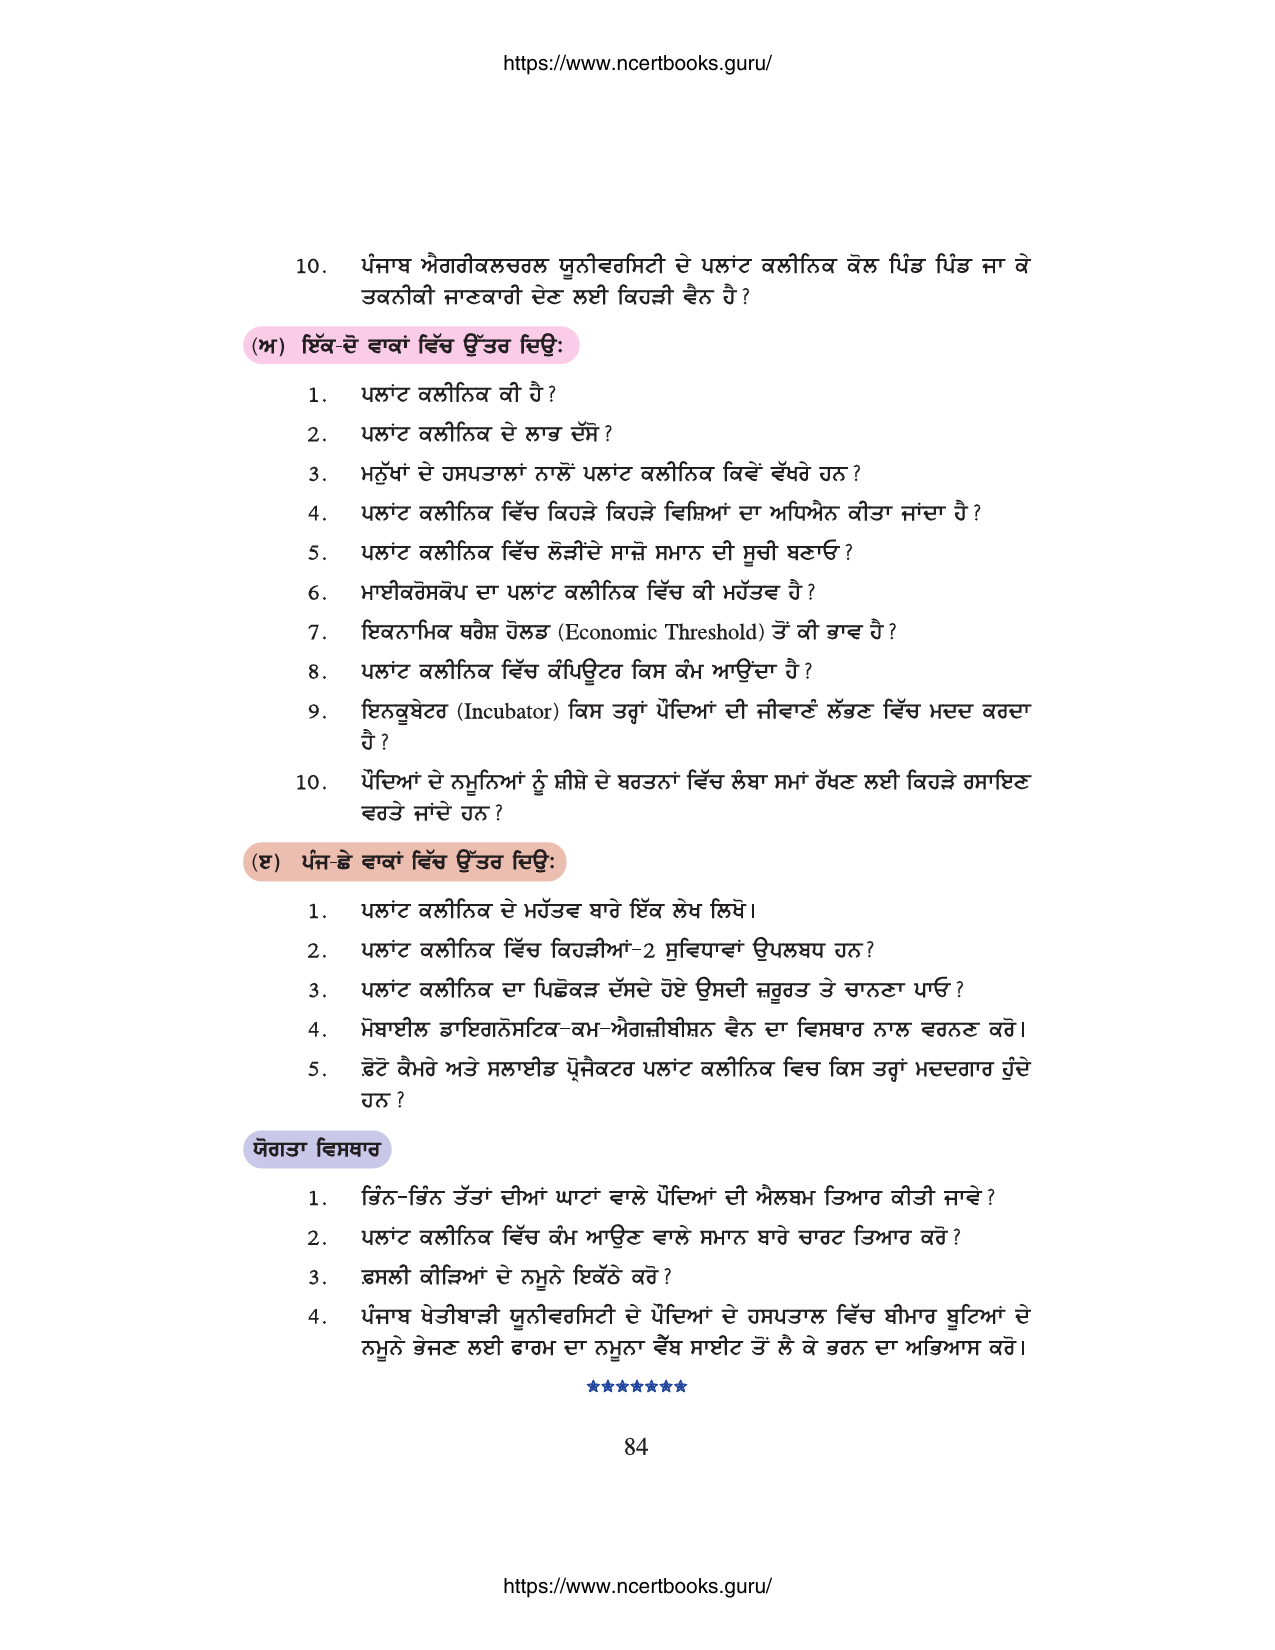 https://www.ncertbooks.guru/
10. ਪੰਜਾਬ ਐਗਰੀਕਲਚਰਲ ਯੂਨੀਵਰਸਿਟੀ ਦੇ ਪਲਾਂਟ ਕਲੀਨਿਕ ਕੋਲ ਪਿੰਡ ਪਿੰਡ ਜਾ ਕੇ
ਤਕਨੀਕੀ ਜਾਣਕਾਰੀ ਦੇਣ ਲਈ ਕਿਹੜੀ ਵੈਨ ਹੈ ?
(ਅ) ਇੱਕ-ਦੋ ਵਾਕਾਂ ਵਿੱਚ ਉੱਤਰ ਦਿਉ:
1. ਪਲਾਂਟ ਕਲੀਨਿਕ ਕੀ ਹੈ ?
2. ਪਲਾਂਟ ਕਲੀਨਿਕ ਦੇ ਲਾਭ ਦੱਸੋ ?
3. ਮਨੁੱਖਾਂ ਦੇ ਹਸਪਤਾਲਾਂ ਨਾਲੋਂ ਪਲਾਂਟ ਕਲੀਨਿਕ ਕਿਵੇਂ ਵੱਖਰੇ ਹਨ ?
4. ਪਲਾਂਟ ਕਲੀਨਿਕ ਵਿੱਚ ਕਿਹੜੇ ਕਿਹੜੇ ਵਿਸ਼ਿਆਂ ਦਾ ਅਧਿਐਨ ਕੀਤਾ ਜਾਂਦਾ ਹੈ ?
5. ਪਲਾਂਟ ਕਲੀਨਿਕ ਵਿੱਚ ਲੋੜੀਂਦੇ ਸਾਜ਼ੋ ਸਮਾਨ ਦੀ ਸੂਚੀ ਬਣਾਓ ?
6. ਮਾਈਕਰੋਸਕੋਪ ਦਾ ਪਲਾਂਟ ਕਲੀਨਿਕ ਵਿੱਚ ਕੀ ਮਹੱਤਵ ਹੈ ?
7. ਇਕਨਾਮਿਕ ਥਰੈਸ਼ ਹੋਲਡ (Economic Threshold) ਤੋਂ ਕੀ ਭਾਵ ਹੈ ?
8. ਪਲਾਂਟ ਕਲੀਨਿਕ ਵਿੱਚ ਕੰਪਿਊਟਰ ਕਿਸ ਕੰਮ ਆਉਂਦਾ ਹੈ ?
9. ਇਨਕੂਬੇਟਰ (Incubator) ਕਿਸ ਤਰ੍ਹਾਂ ਪੌਦਿਆਂ ਦੀ ਜੀਵਾਣੂੰ ਲੱਭਣ ਵਿੱਚ ਮਦਦ ਕਰਦਾ
ਹੈ ?
10. ਪੌਦਿਆਂ ਦੇ ਨਮੂਨਿਆਂ ਨੂੰ ਸ਼ੀਸ਼ੇ ਦੇ ਬਰਤਨਾਂ ਵਿੱਚ ਲੰਬਾ ਸਮਾਂ ਰੱਖਣ ਲਈ ਕਿਹੜੇ ਰਸਾਇਣ
ਵਰਤੇ ਜਾਂਦੇ ਹਨ ?
(ੲ) ਪੰਜ-ਛੇ ਵਾਕਾਂ ਵਿੱਚ ਉੱਤਰ ਦਿਉ:
1. ਪਲਾਂਟ ਕਲੀਨਿਕ ਦੇ ਮਹੱਤਵ ਬਾਰੇ ਇੱਕ ਲੇਖ ਲਿਖੋ।
2. ਪਲਾਂਟ ਕਲੀਨਿਕ ਵਿੱਚ ਕਿਹੜੀਆਂ-2 ਸੁਵਿਧਾਵਾਂ ਉਪਲਬਧ ਹਨ ?
3. ਪਲਾਂਟ ਕਲੀਨਿਕ ਦਾ ਪਿਛੋਕੜ ਦੱਸਦੇ ਹੋਏ ਉਸਦੀ ਜ਼ਰੂਰਤ ਤੇ ਚਾਨਣਾ ਪਾਓ ?
4. ਮੋਬਾਈਲ ਡਾਇਗਨੋਸਟਿਕ-ਕਮ-ਐਗਜ਼ੀਬੀਸ਼ਨ ਵੈਨ ਦਾ ਵਿਸਥਾਰ ਨਾਲ ਵਰਨਣ ਕਰੋ।
5. ਫ਼ੋਟੋ ਕੈਮਰੇ ਅਤੇ ਸਲਾਈਡ ਪ੍ਰੋਜੈਕਟਰ ਪਲਾਂਟ ਕਲੀਨਿਕ ਵਿਚ ਕਿਸ ਤਰ੍ਹਾਂ ਮਦਦਗਾਰ ਹੁੰਦੇ
ਹਨ ?
ਯੋਗਤਾ ਵਿਸਥਾਰ
1. ਭਿੰਨ-ਭਿੰਨ ਤੱਤਾਂ ਦੀਆਂ ਘਾਟਾਂ ਵਾਲੇ ਪੌਦਿਆਂ ਦੀ ਐਲਬਮ ਤਿਆਰ ਕੀਤੀ ਜਾਵੇ ?
2. ਪਲਾਂਟ ਕਲੀਨਿਕ ਵਿੱਚ ਕੰਮ ਆਉਣ ਵਾਲੇ ਸਮਾਨ ਬਾਰੇ ਚਾਰਟ ਤਿਆਰ ਕਰੋ ?
3. ਫ਼ਸਲੀ ਕੀੜਿਆਂ ਦੇ ਨਮੂਨੇ ਇਕੱਠੇ ਕਰੋ ?
4. ਪੰਜਾਬ ਖੇਤੀਬਾੜੀ ਯੂਨੀਵਰਸਿਟੀ ਦੇ ਪੌਦਿਆਂ ਦੇ ਹਸਪਤਾਲ ਵਿੱਚ ਬੀਮਾਰ ਬੂਟਿਆਂ ਦੇ
ਨਮੂਨੇ ਭੇਜਣ ਲਈ ਫਾਰਮ ਦਾ ਨਮੂਨਾ ਵੈੱਬ ਸਾਈਟ ਤੋਂ ਲੈ ਕੇ ਭਰਨ ਦਾ ਅਭਿਆਸ ਕਰੋ।
84
https://www.ncertbooks.guru/